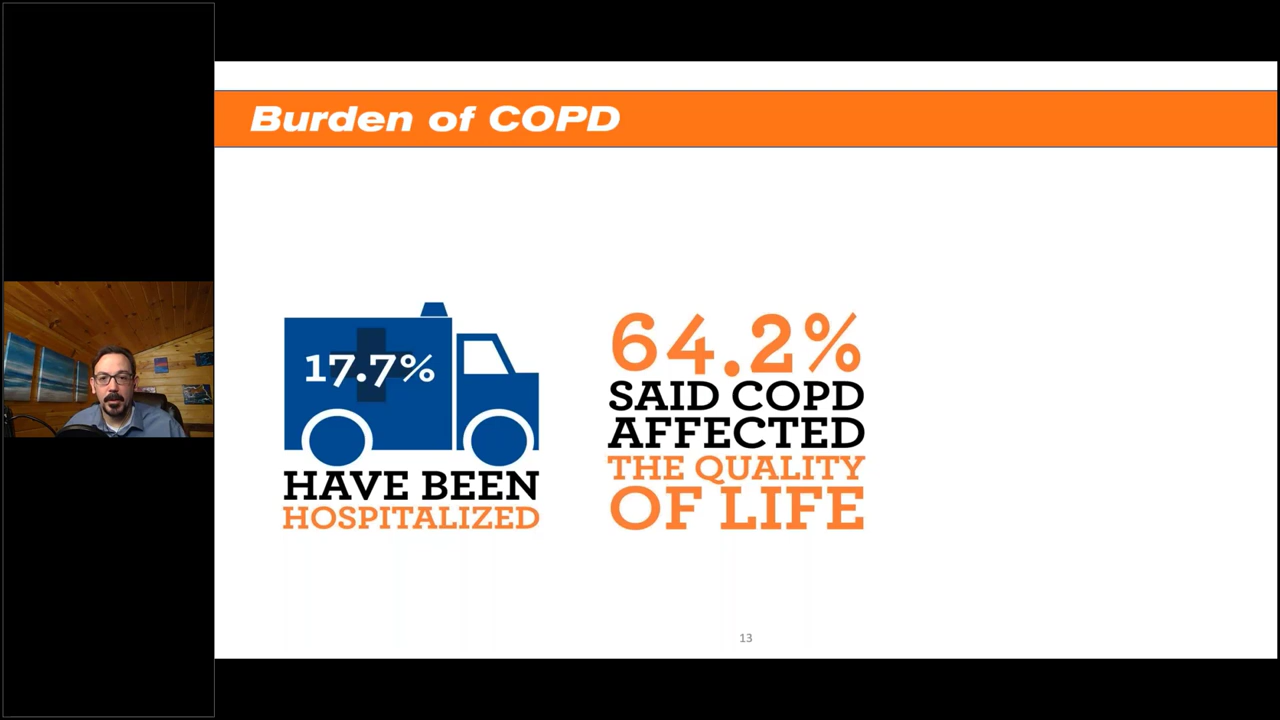 Burden of COPD
17.7%
HAVE BEEN
HOSPITALIZED
64.2%
SAID COPD
AFFECTED
THE QUALITY
OF LIFE
13